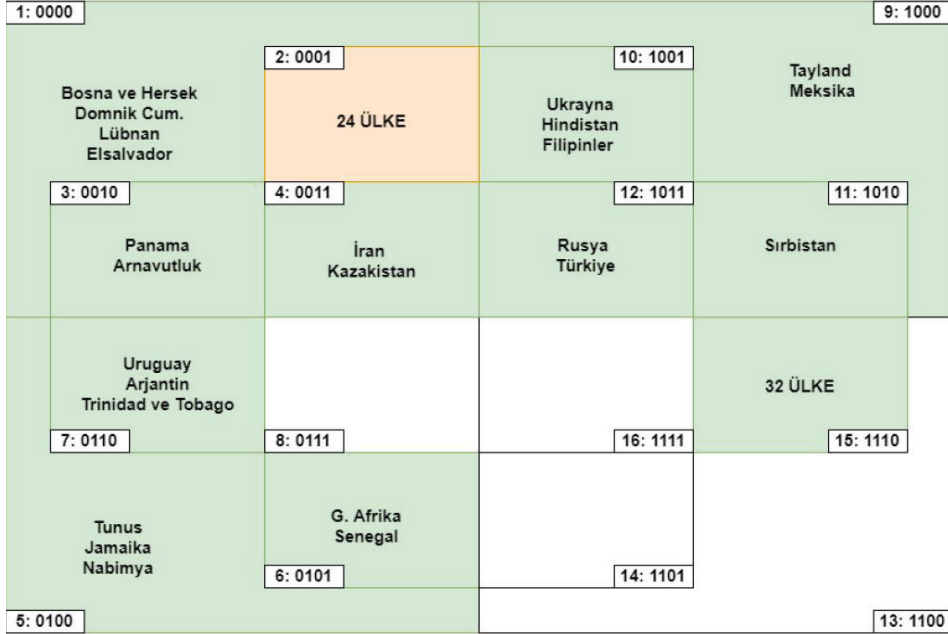 1: 0000
9: 1000
2: 0001
10: 1001
Bosna ve Hersek
Domnik Cum.
Lübnan
Elsalvador
24 ÜLKE
Ukrayna
Hindistan
Filipinler
Tayland
Meksika
3: 0010
4: 0011
12: 1011
11: 1010
Panama
Arnavutluk
İran
Kazakistan
Rusya
Türkiye
Sırbistan
Uruguay
Arjantin
Trinidad ve Tobago
32 ÜLKE
7: 0110
8: 0111
16: 1111
15: 1110
Tunus
Jamaika
Nabimya
G. Afrika
Senegal
6: 0101
14: 1101
5: 0100
13: 1100